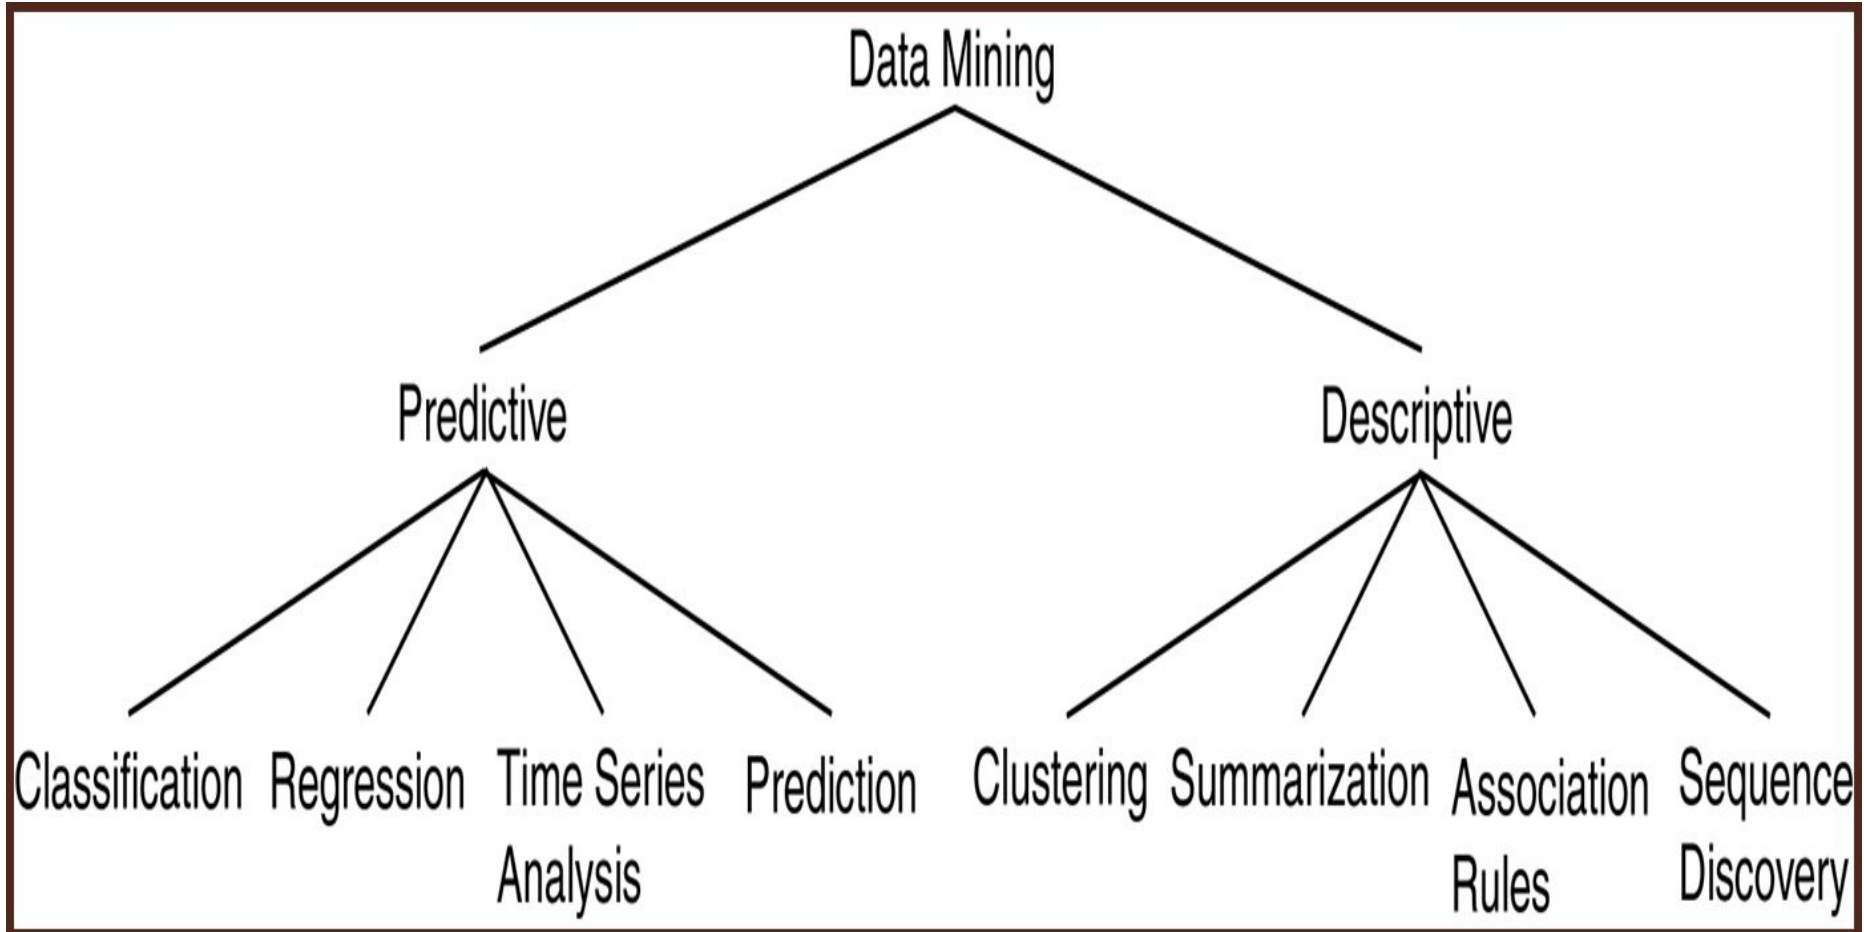 Data Mining
Predictive
Descriptive
Classification
Regression
Time Series
Analysis
Prediction
Clustering
Summarization
Association
Rules
Sequence
Discovery